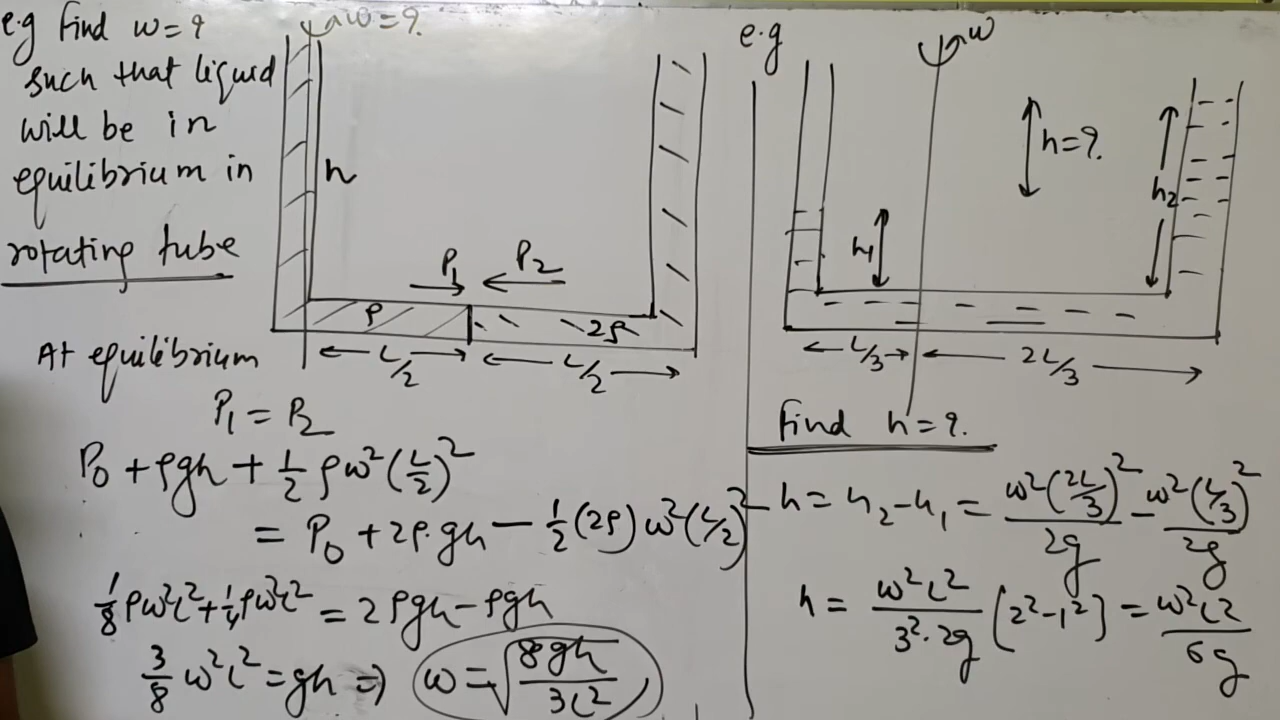 e.g Find w = ?
such that liquid
will be in
equilibrium in
rotating tube
w = ?
h
P₁
P₂
ρ
2ρ
L/2
L/2
At equilibrium
P₁ = P₂
P₀ + ρgh + 1/2 ρω²(L/2)²
= P₀ + 2ρ·gh − 1/2 (2ρ) ω²(L/2)²
1/8 ρω²L² + 1/4 ρω²L² = 2ρgh − ρgh
3/8 ω²L² = gh ⇒ ω = √(8gh/3L²)
e.g
ω
h = ?
h₁
h₂
L/3
2L/3
Find h = ?
h = h₂ − h₁ = ω²(2L/3)²/2g − ω²(L/3)²/2g
h = ω²L²/3²·2g [2² − 1²] = ω²L²/6g